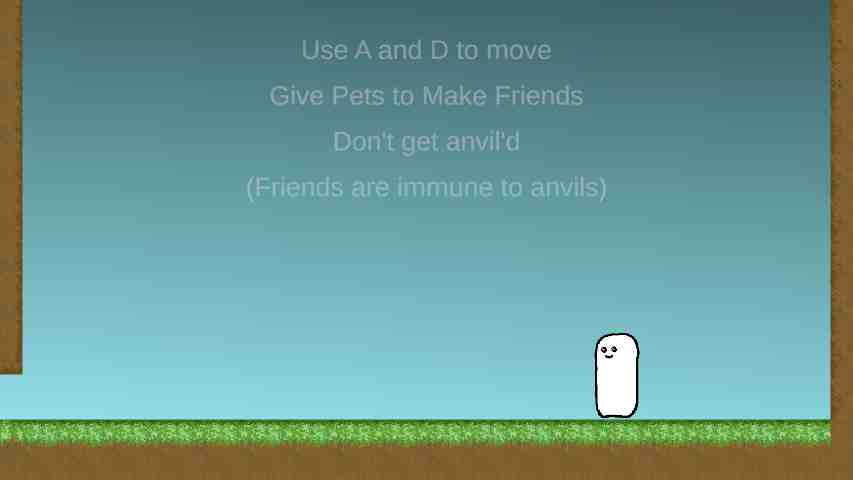 Use A and D to move
Give Pets to Make Friends
Don't get anvil'd
(Friends are immune to anvils)